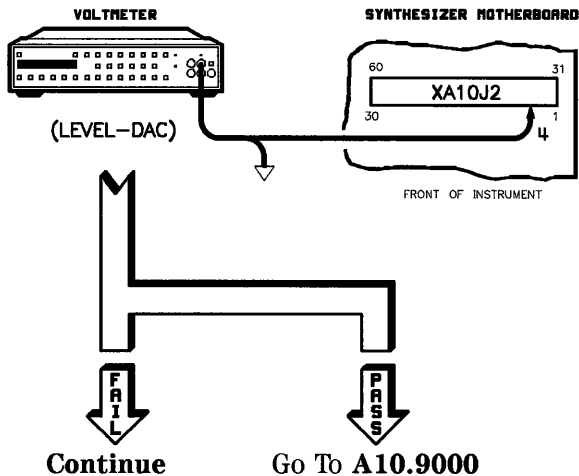 VOLTMETER
SYNTHESIZER MOTHERBOARD
60
31
XA10J2
30
1
4
(LEVEL-DAC)
FRONT OF INSTRUMENT
FAIL
PASS
Continue
Go To A10.9000